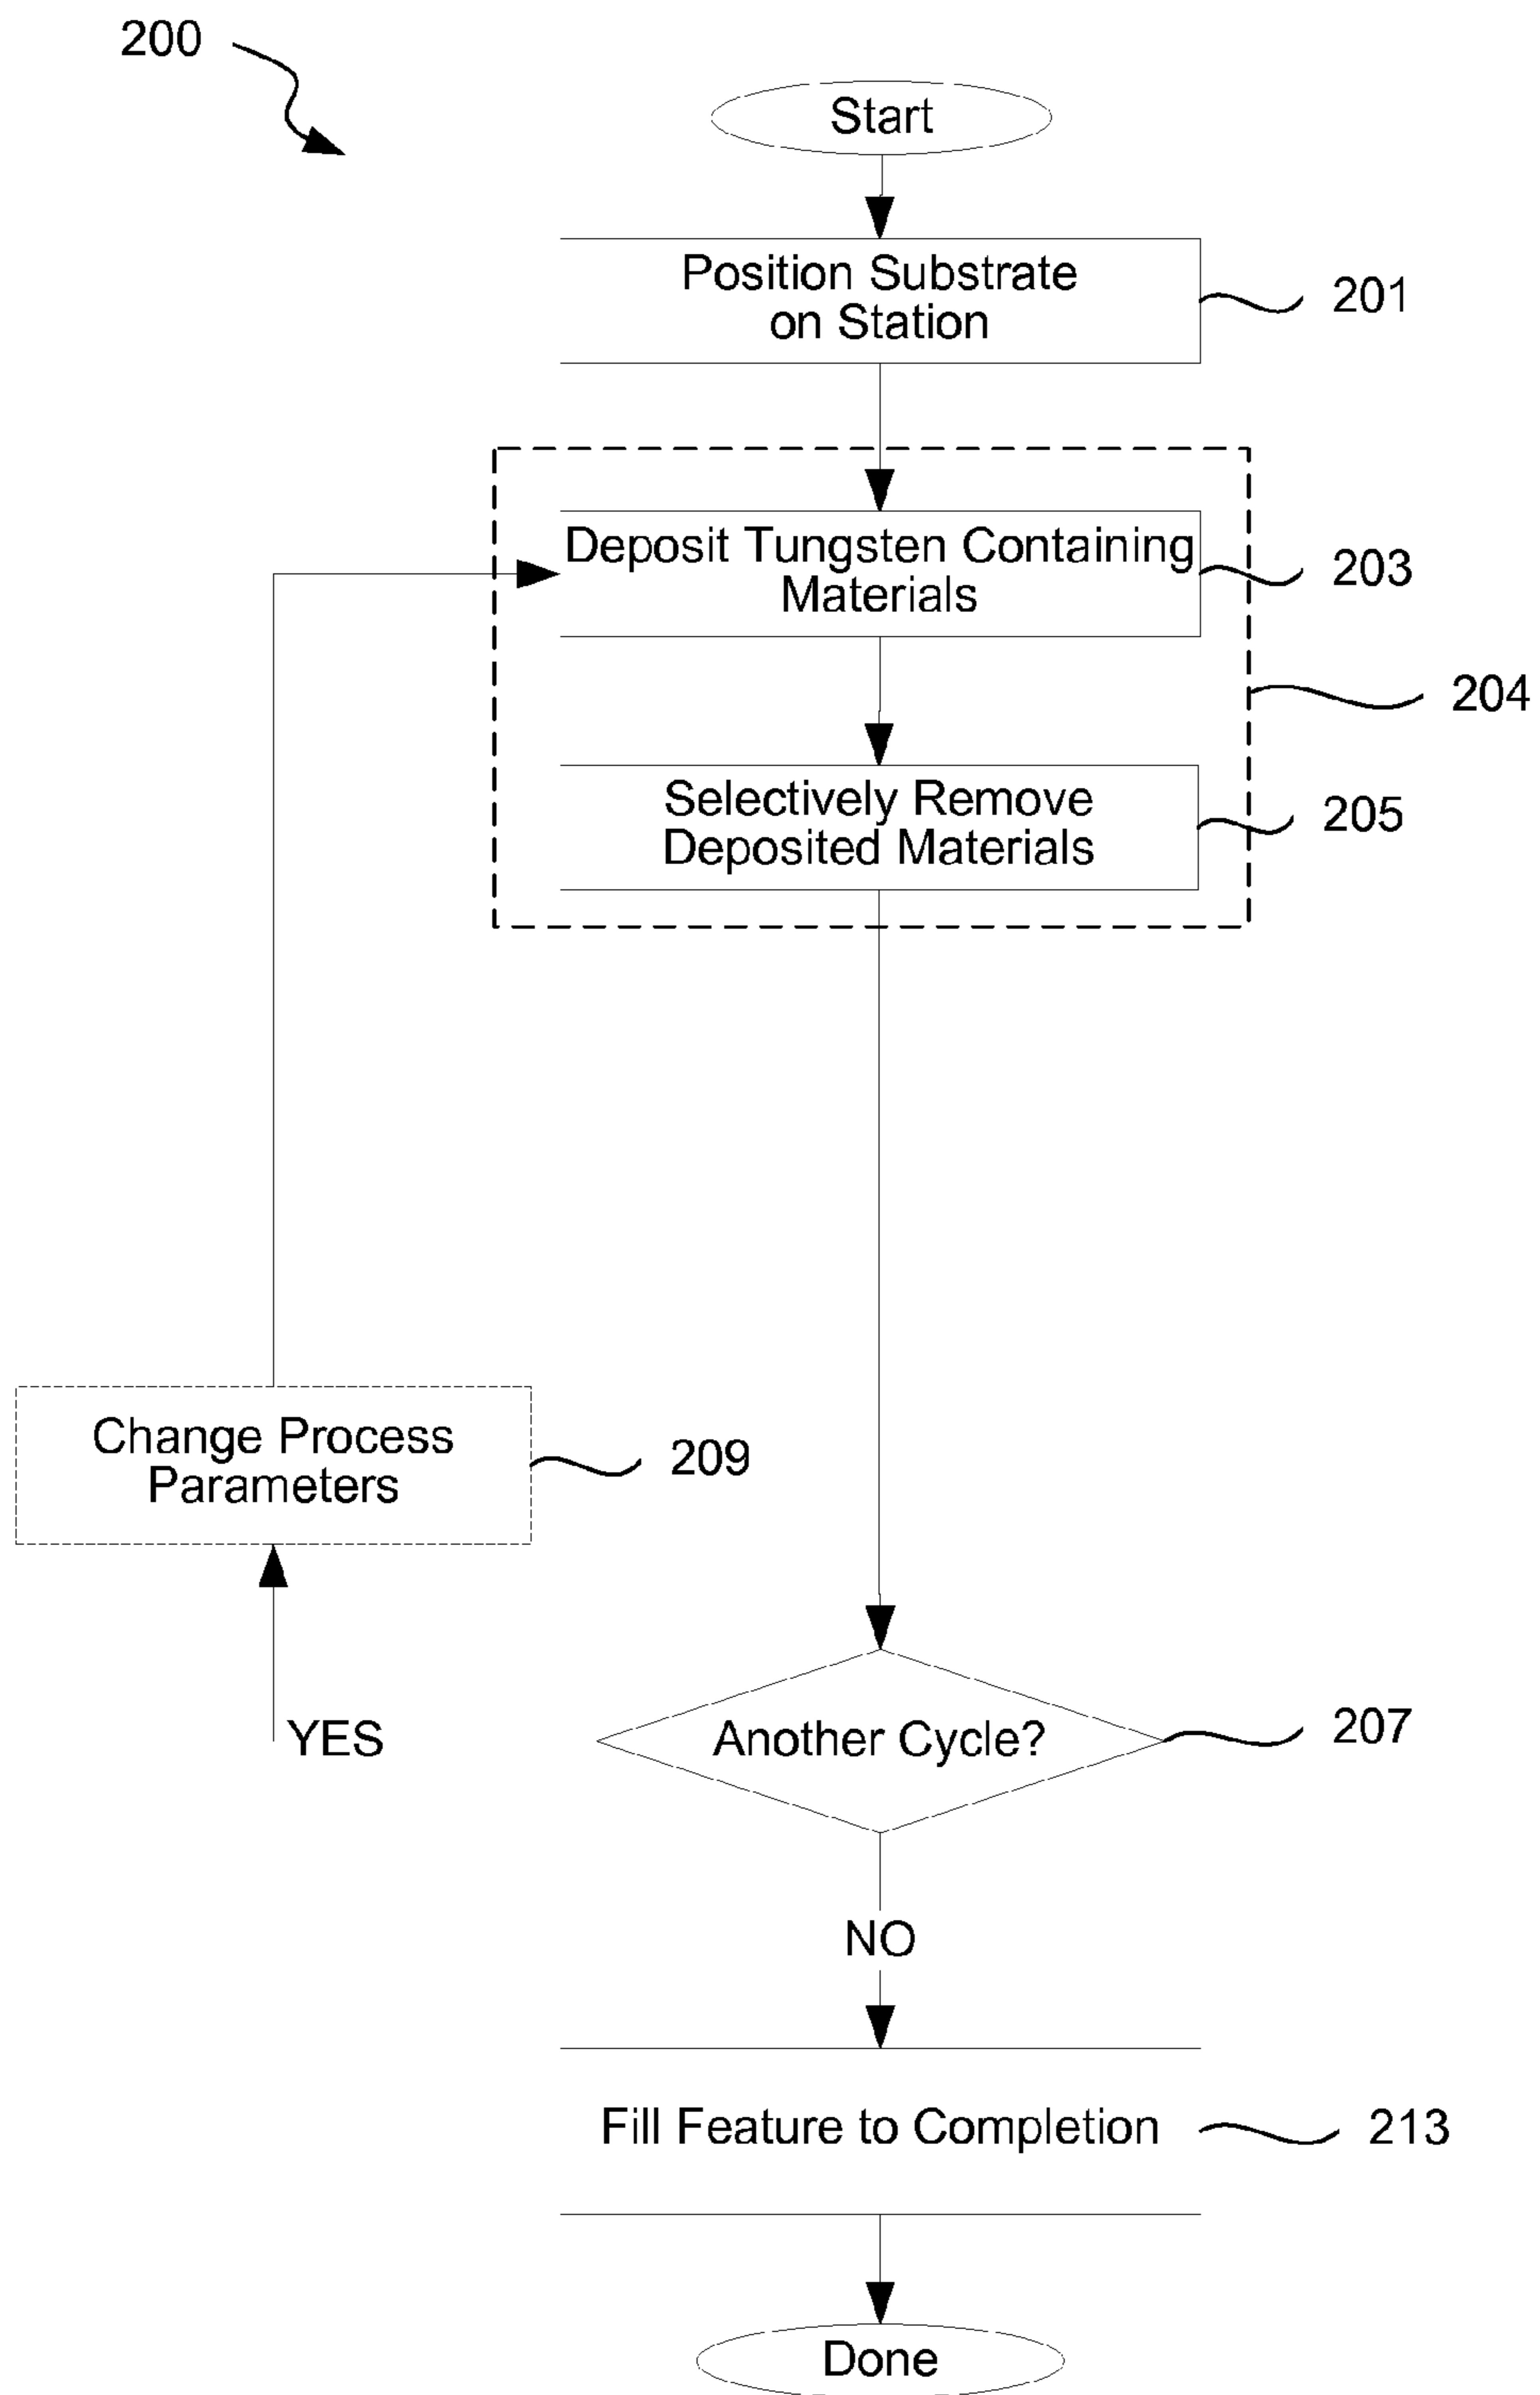 200
Start
Position Substrate
on Station
201
Deposit Tungsten Containing
Materials
203
204
Selectively Remove
Deposited Materials
205
Change Process
Parameters
209
YES
Another Cycle?
207
NO
Fill Feature to Completion
213
Done